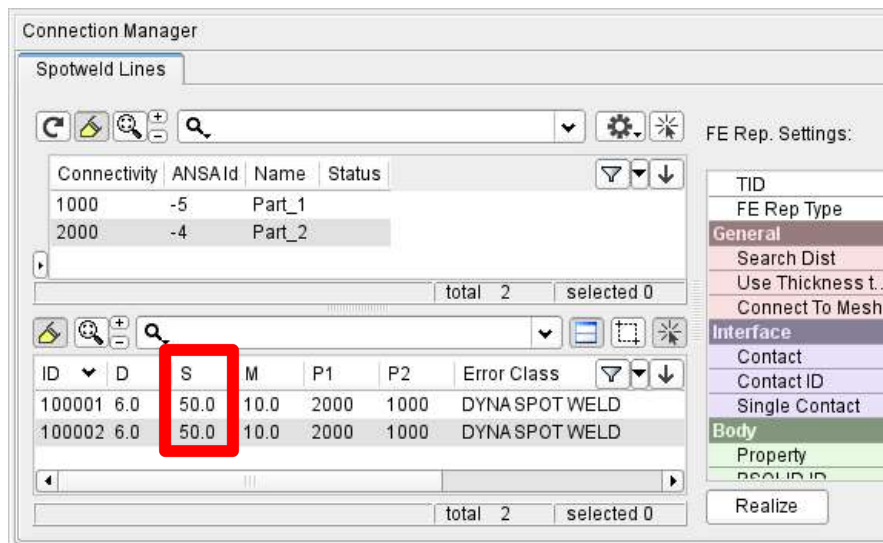 Connection Manager
Spotweld Lines
FE Rep. Settings:
Connectivity ANSAId Name Status
1000 -5 Part_1
2000 -4 Part_2
total 2 selected 0
ID D S M P1 P2 Error Class
100001 6.0 50.0 10.0 2000 1000 DYNA SPOT WELD
100002 6.0 50.0 10.0 2000 1000 DYNA SPOT WELD
total 2 selected 0
TID
FE Rep Type
General
Search Dist
Use Thickness t..
Connect To Mesh
Interface
Contact
Contact ID
Single Contact
Body
Property
Realize